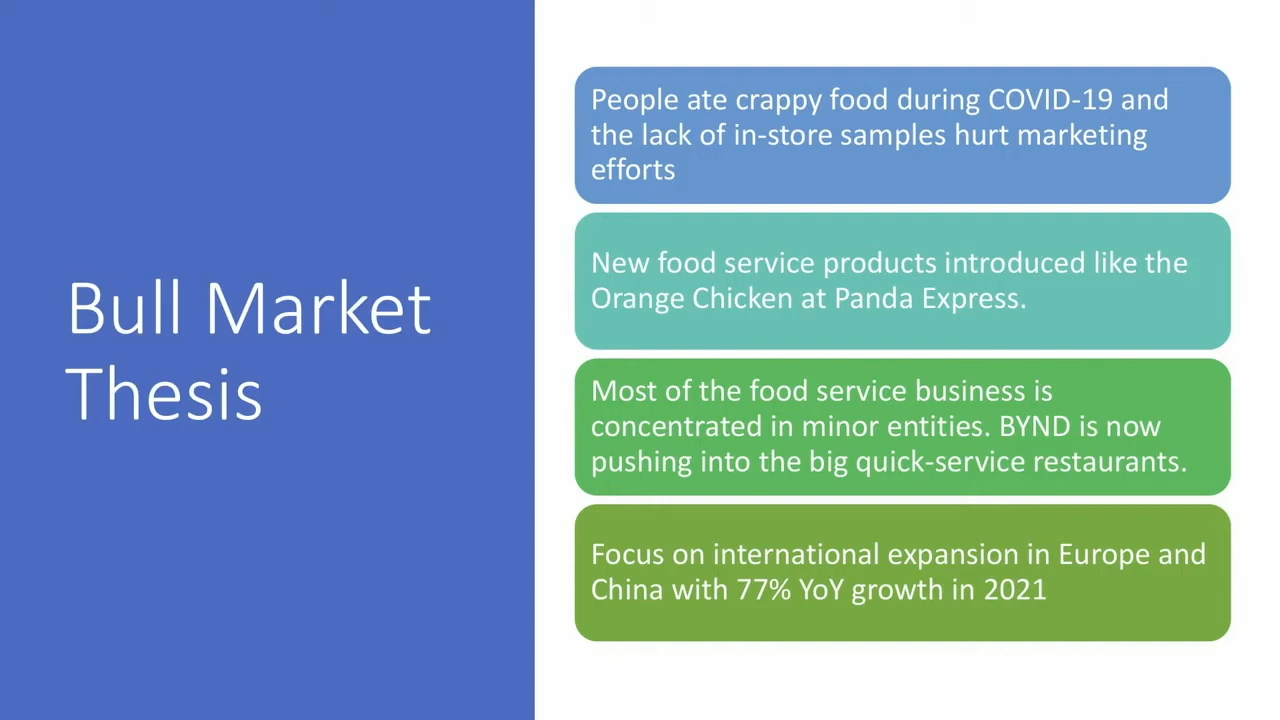 Bull Market
Thesis
People ate crappy food during COVID-19 and
the lack of in-store samples hurt marketing
efforts
New food service products introduced like the
Orange Chicken at Panda Express.
Most of the food service business is
concentrated in minor entities. BYND is now
pushing into the big quick-service restaurants.
Focus on international expansion in Europe and
China with 77% YoY growth in 2021